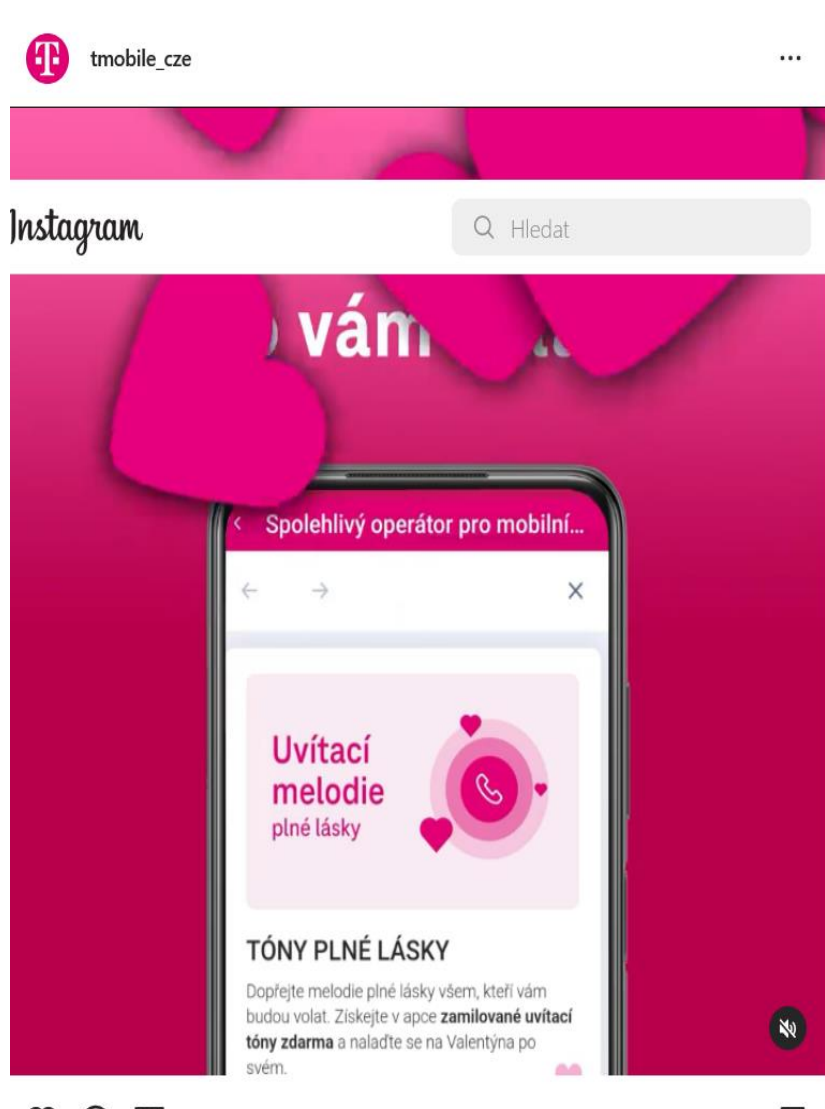 tmobile_cze
Instagram
Hledat
vám
Spolehlivý operátor pro mobilní...
Uvítací
melodie
plné lásky
TÓNY PLNÉ LÁSKY
Dopřejte melodie plné lásky všem, kteří vám
budou volat. Získejte v apce zamilované uvítací
tóny zdarma a nalaďte se na Valentýna po
svém.